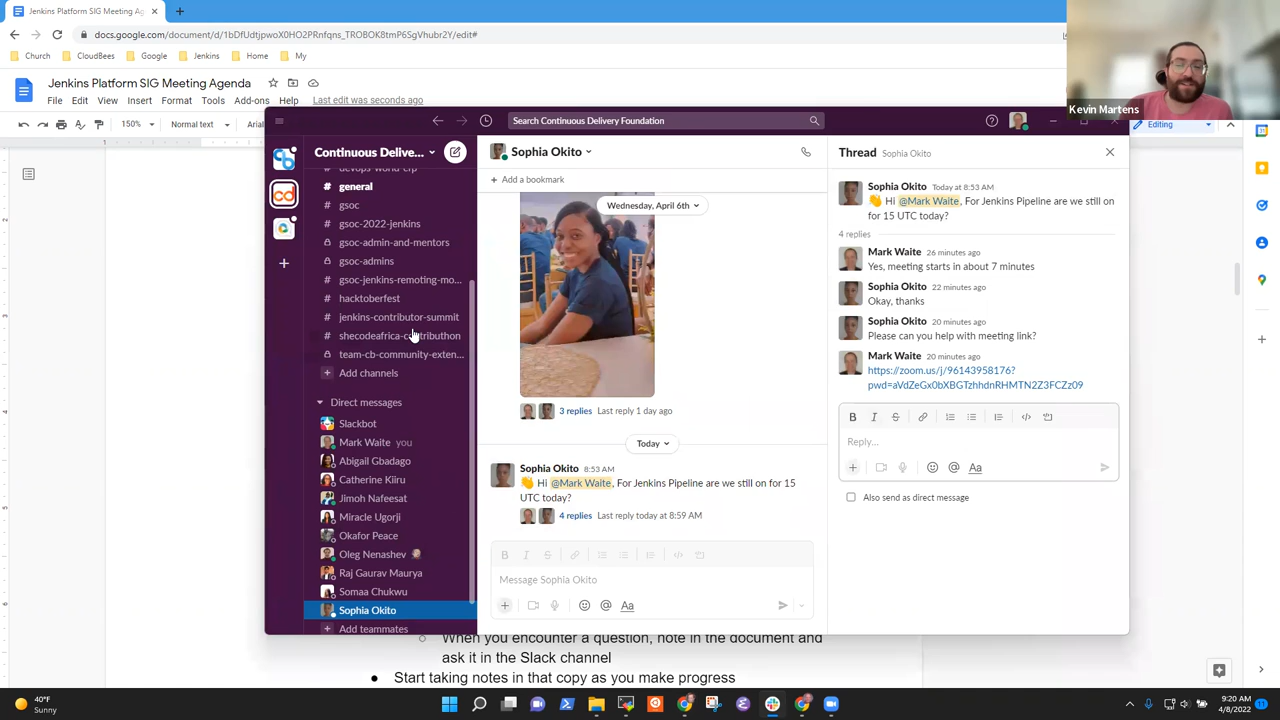 Jenkins Platform SIG Meeting Ag
docs.google.com/document/d/1bDfUdtjpwoX0HO2PRnfqns_TROBOK8tmP6SgVhubr2Y/edit#
Church
CloudBees
Google
Jenkins
Home
My
Jenkins Platform SIG Meeting Agenda
File Edit View Insert Format Tools Add-ons Help Last edit was seconds ago
150%
Normal text
Arial
Editing
Kevin Martens
Search Continuous Delivery Foundation
Continuous Delive...
general
gsoc
gsoc-2022-jenkins
gsoc-admin-and-mentors
gsoc-admins
gsoc-jenkins-remoting-mo...
hacktoberfest
jenkins-contributor-summit
shecodeafrica-contributhon
team-cb-community-exten...
Add channels
Direct messages
Slackbot
Mark Waite you
Abigail Gbadago
Catherine Kiiru
Jimoh Nafeesat
Miracle Ugorji
Okafor Peace
Oleg Nenashev
Raj Gaurav Maurya
Somaa Chukwu
Sophia Okito
Add teammates
Sophia Okito
Add a bookmark
Wednesday, April 6th
3 replies Last reply 1 day ago
Today
Sophia Okito 8:53 AM
👋 Hi @Mark Waite, For Jenkins Pipeline are we still on for 15
UTC today?
4 replies Last reply today at 8:59 AM
Message Sophia Okito
Thread Sophia Okito
Sophia Okito Today at 8:53 AM
👋 Hi @Mark Waite, For Jenkins Pipeline are we still on
for 15 UTC today?
4 replies
Mark Waite 26 minutes ago
Yes, meeting starts in about 7 minutes
Sophia Okito 22 minutes ago
Okay, thanks
Sophia Okito 20 minutes ago
Please can you help with meeting link?
Mark Waite 20 minutes ago
https://zoom.us/j/96143958176?
pwd=aVdZeGx0bXBGTzhhdnRHMTN2Z3FCZz09
Reply...
Also send as direct message
When you encounter a question, note in the document and
ask it in the Slack channel
Start taking notes in that copy as you make progress
40°F
Sunny
9:20 AM
4/8/2022